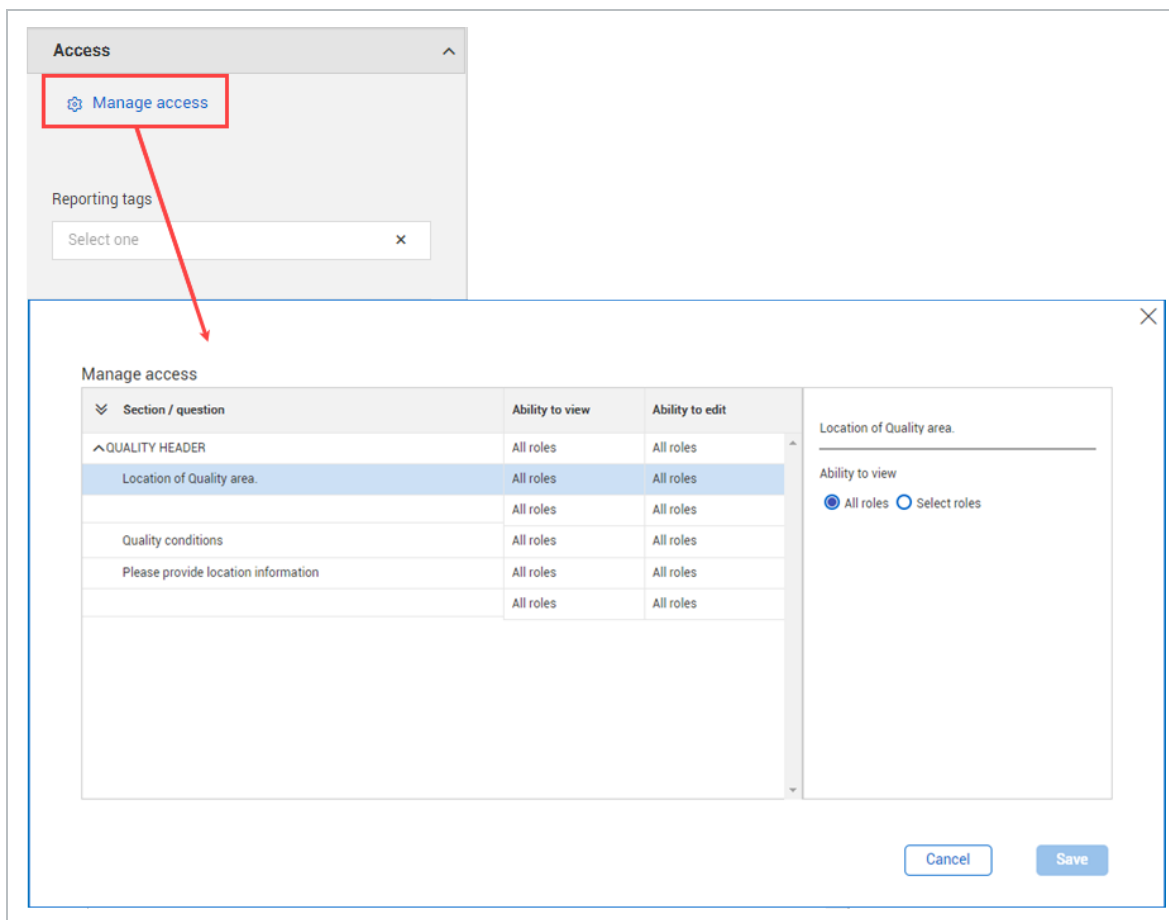 Access
Manage access
Reporting tags
Select one
Manage access
Section / question Ability to view Ability to edit
QUALITY HEADER All roles All roles
Location of Quality area. All roles All roles
All roles All roles
Quality conditions All roles All roles
Please provide location information All roles All roles
All roles All roles
Location of Quality area.
Ability to view
All roles Select roles
Cancel Save